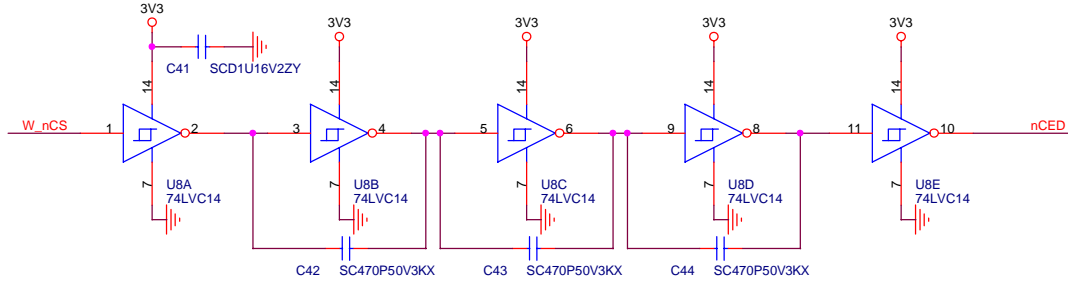 3V3
3V3
3V3
3V3
3V3
C41 SCD1U16V2ZY
14
14
14
14
14
W_nCS 1 2 3 4 5 6 9 8 11 10 nCED
7
7
7
7
7
U8A
74LVC14
U8B
74LVC14
U8C
74LVC14
U8D
74LVC14
U8E
74LVC14
C42 SC470P50V3KX
C43 SC470P50V3KX
C44 SC470P50V3KX